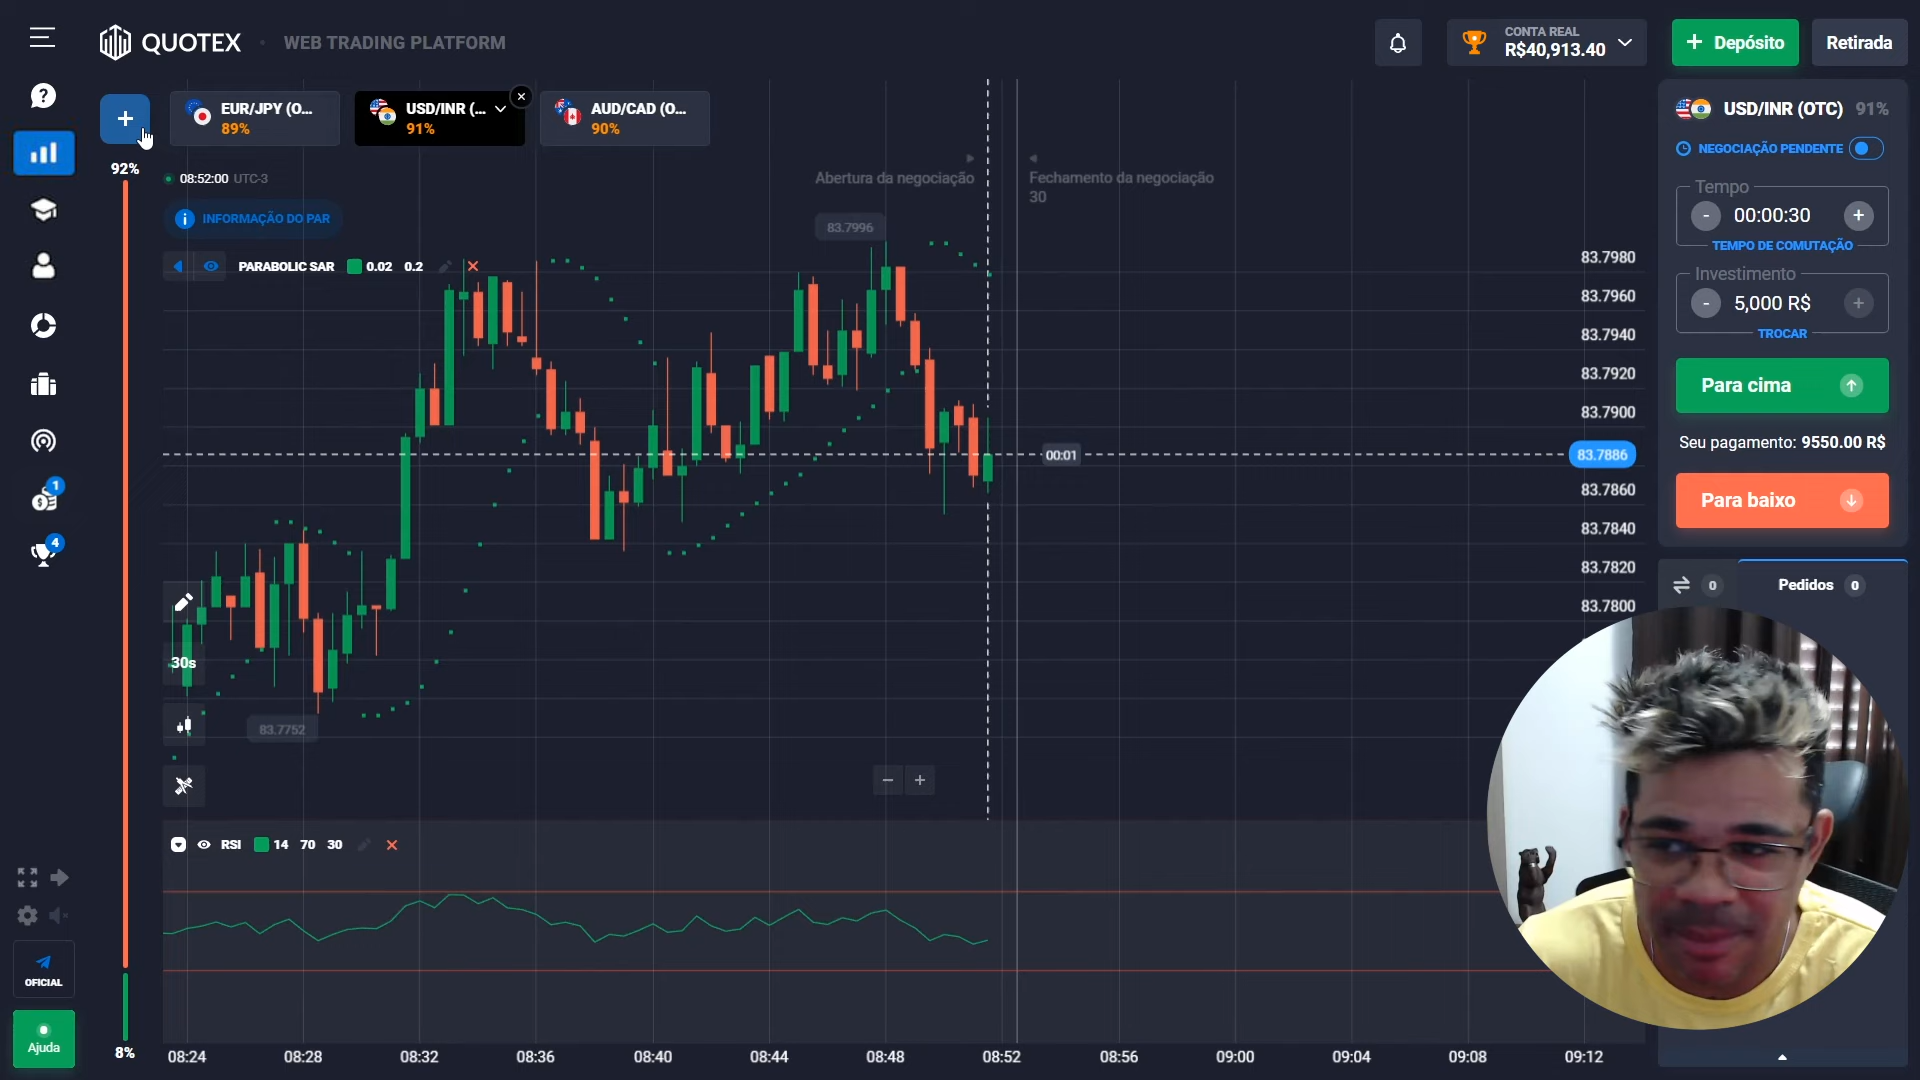 QUOTEX
WEB TRADING PLATFORM
CONTA REAL
R$40,913.40
Depósito
Retirada
EUR/JPY (O...
89%
USD/INR (...
91%
AUD/CAD (O...
90%
92%
08:52:00 UTC-3
INFORMAÇÃO DO PAR
PARABOLIC SAR 0.02 0.2
Abertura da negociação
Fechamento da negociação
30
83.7996
83.7980
83.7960
83.7940
83.7920
83.7900
00:01
83.7886
83.7860
83.7840
83.7820
83.7800
83.7752
30s
USD/INR (OTC) 91%
NEGOCIAÇÃO PENDENTE
Tempo
- 00:00:30 +
TEMPO DE COMUTAÇÃO
Investimento
- 5,000 R$ +
TROCAR
Para cima
Seu pagamento: 9550.00 R$
Para baixo
0
Pedidos 0
1
4
RSI 14 70 30
OFICIAL
Ajuda
8%
08:24 08:28 08:32 08:36 08:40 08:44 08:48 08:52 08:56 09:00 09:04 09:08 09:12